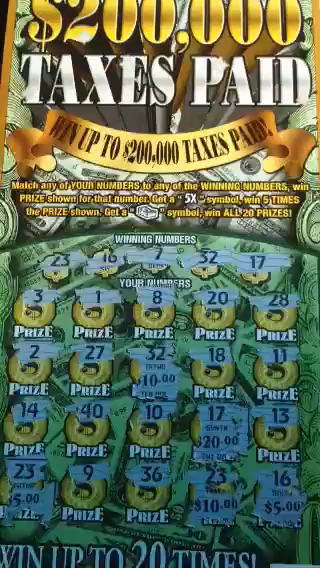 $200,000
TAXES PAID
WIN UP TO $200,000 TAXES PAID!
Match any of YOUR NUMBERS to any of the WINNING NUMBERS, win
PRIZE shown for that number. Get a "5X" symbol, win 5 TIMES
the PRIZE shown. Get a " " symbol, win ALL 20 PRIZES!
WINNING NUMBERS
23 16 7 32 17
YOUR NUMBERS
3 1 8 20 28
PRIZE PRIZE PRIZE PRIZE PRIZE
2 27 32 18 11
PRIZE PRIZE $10.00 PRIZE PRIZE
14 40 10 17 13
PRIZE PRIZE PRIZE $20.00 PRIZE
23 9 36 23 16
$5.00 PRIZE PRIZE $10.00 $5.00
WIN UP TO 20 TIMES!